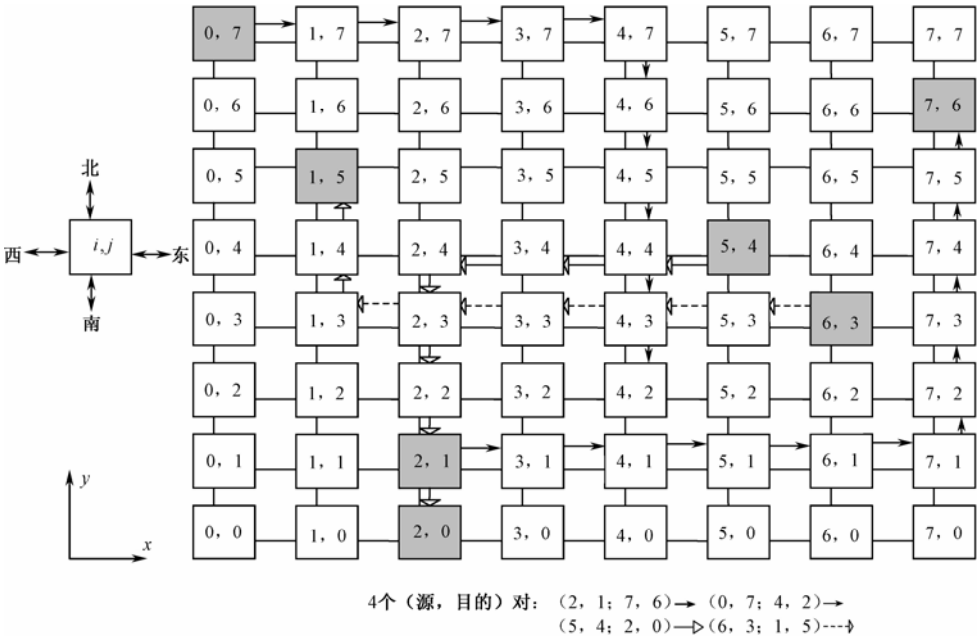 0, 7 1, 7 2, 7 3, 7 4, 7 5, 7 6, 7 7, 7
0, 6 1, 6 2, 6 3, 6 4, 6 5, 6 6, 6 7, 6
北
0, 5 1, 5 2, 5 3, 5 4, 5 5, 5 6, 5 7, 5
西 i,j 东 0, 4 1, 4 2, 4 3, 4 4, 4 5, 4 6, 4 7, 4
南
0, 3 1, 3 2, 3 3, 3 4, 3 5, 3 6, 3 7, 3
0, 2 1, 2 2, 2 3, 2 4, 2 5, 2 6, 2 7, 2
0, 1 1, 1 2, 1 3, 1 4, 1 5, 1 6, 1 7, 1
y
x
0, 0 1, 0 2, 0 3, 0 4, 0 5, 0 6, 0 7, 0
4个（源，目的）对：（2，1；7，6）（0，7；4，2）
（5，4；2，0）（6，3；1，5）